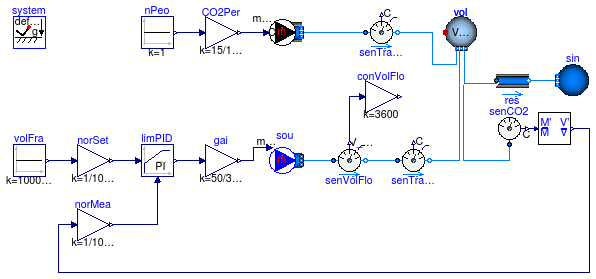 system
def...
g
nPeo
k=1
CO2Per
k=15/1...
m...
senTra...
C
vol
V...
sin
res
senCO2
C
M' V'
M
conVolFlo
k=3600
volFra
k=1000...
norSet
k=1/10...
limPID
PI
gai
k=50/3...
m...
sou
V...
senVolFlo
C
senTra...
norMea
k=1/10...